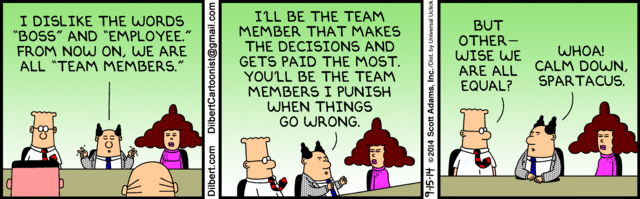 I DISLIKE THE WORDS
"BOSS" AND "EMPLOYEE."
FROM NOW ON, WE ARE
ALL "TEAM MEMBERS."
Dilbert.com DilbertCartoonist@gmail.com
I'LL BE THE TEAM
MEMBER THAT MAKES
THE DECISIONS AND
GETS PAID THE MOST.
YOU'LL BE THE TEAM
MEMBERS I PUNISH
WHEN THINGS
GO WRONG.
9-15-14 © 2014 Scott Adams, Inc. /Dist. by Universal Uclick
BUT
OTHER-
WISE WE
ARE ALL
EQUAL?
WHOA!
CALM DOWN,
SPARTACUS.